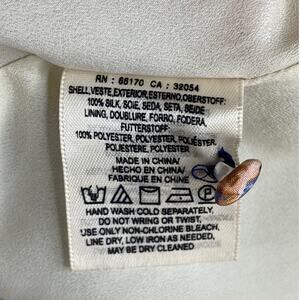 RN : 66170 CA : 32054
SHELL,VESTE,EXTERIOR,ESTERNO,OBERSTOFF:
100% SILK, SOIE, SEDA, SETA, SEIDE
LINING, DOUBLURE, FORRO, FODERA,
FUTTERSTOFF:
100% POLYESTER, POLYESTER, POLIÉSTER,
POLIESTERE, POLYESTER
MADE IN CHINA/
HECHO EN CHINA/
FABRIQUE EN CHINE
HAND WASH COLD SEPARATELY,
DO NOT WRING OR TWIST,
USE ONLY NON-CHLORINE BLEACH,
LINE DRY, LOW IRON AS NEEDED,
MAY BE DRY CLEANED